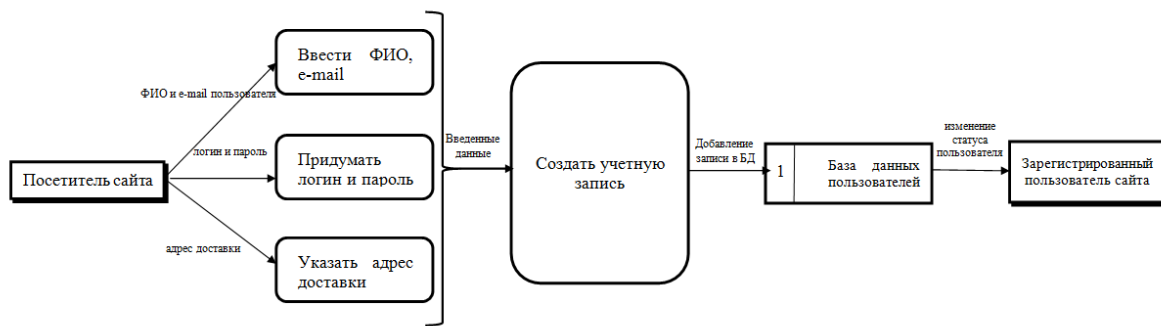 Посетитель сайта
ФИО и e-mail пользователя
логин и пароль
адрес доставки
Ввести ФИО,
e-mail
Придумать
логин и пароль
Указать адрес
доставки
Введенные
данные
Создать учетную
запись
Добавление
записи в БД
1
База данных
пользователей
изменение
статуса
пользователя
Зарегистрированный
пользователь сайта